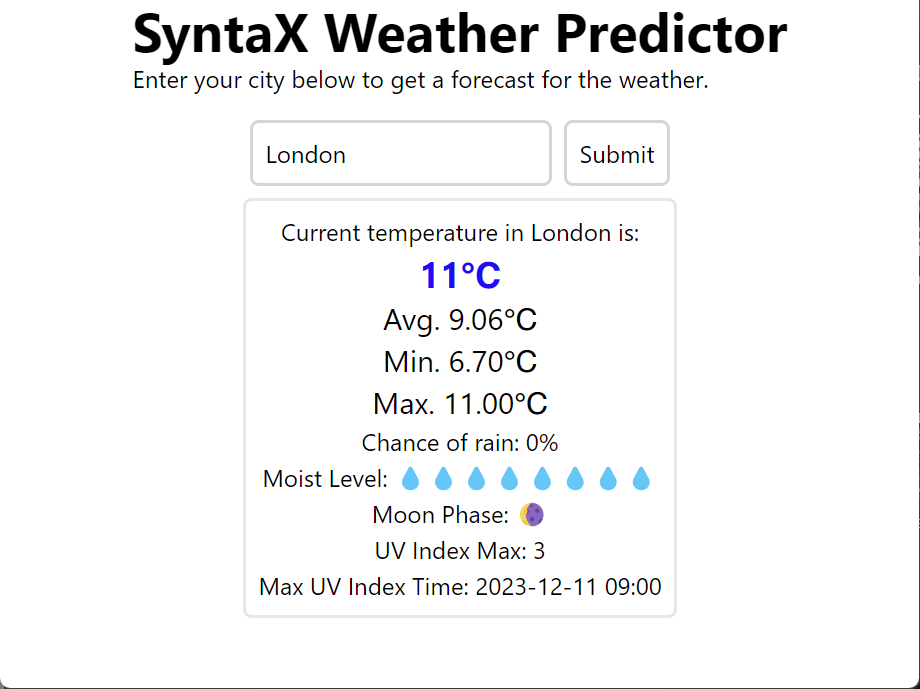 SyntaX Weather Predictor
Enter your city below to get a forecast for the weather.
London
Submit
Current temperature in London is:
11°C
Avg. 9.06°C
Min. 6.70°C
Max. 11.00°C
Chance of rain: 0%
Moist Level: 💧 💧 💧 💧 💧 💧 💧 💧
Moon Phase: 🌘
UV Index Max: 3
Max UV Index Time: 2023-12-11 09:00